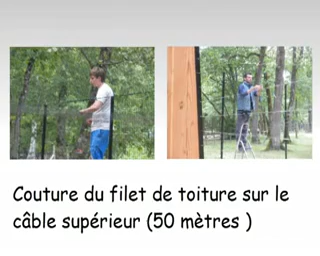 Couture du filet de toiture sur le
câble supérieur (50 mètres )